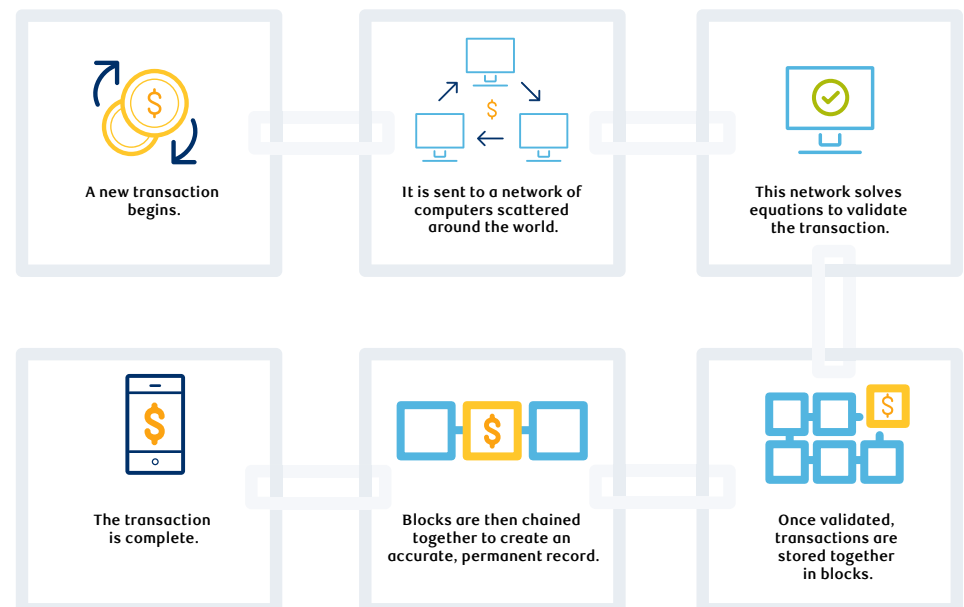 A new transaction
begins.
It is sent to a network of
computers scattered
around the world.
This network solves
equations to validate
the transaction.
Once validated,
transactions are
stored together
in blocks.
Blocks are then chained
together to create an
accurate, permanent record.
The transaction
is complete.